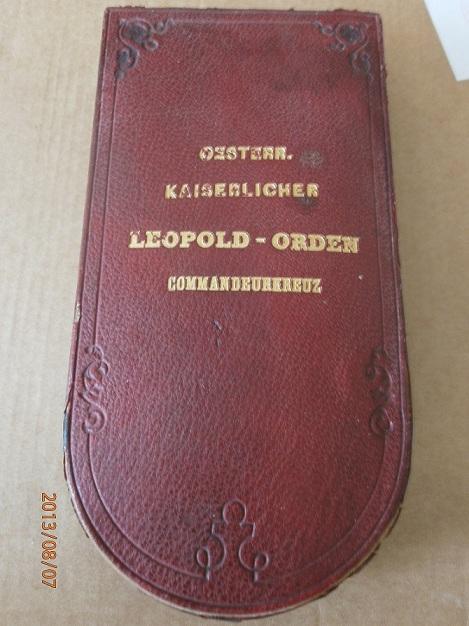 OESTERR.
KAISERLICHER
LEOPOLD - ORDEN
COMMANDEURKREUZ
2013/08/07